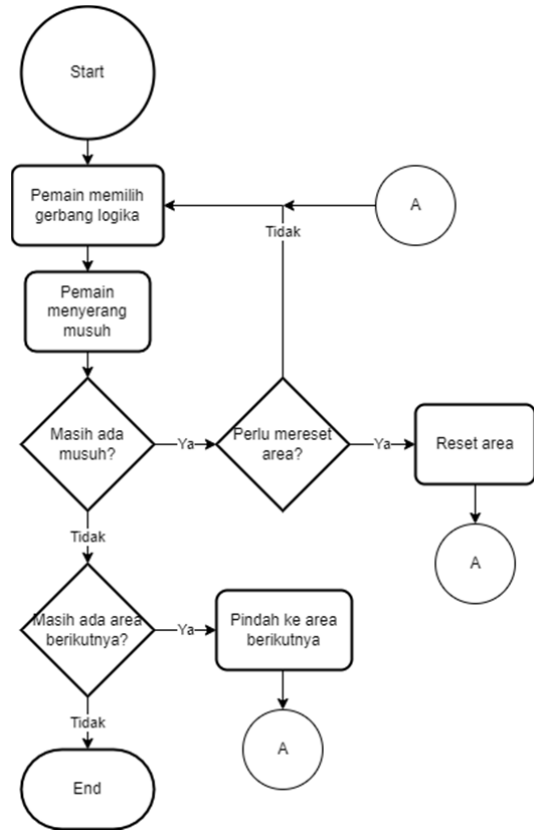 Start
Pemain memilih
gerbang logika
A
Tidak
Pemain
menyerang
musuh
Masih ada
musuh?
Ya
Perlu mereset
area?
Ya
Reset area
Tidak
A
Masih ada area
berikutnya?
Ya
Pindah ke area
berikutnya
Tidak
A
End